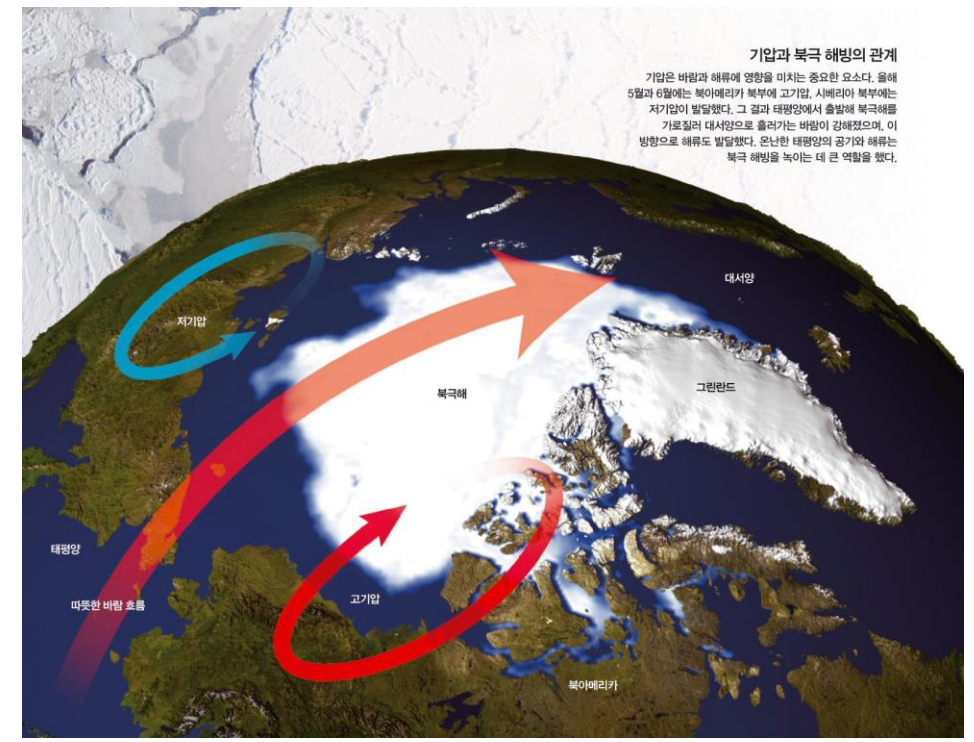 기압과 북극 해빙의 관계
기압은 바람과 해류에 영향을 미치는 중요한 요소다. 올해
5월과 6월에는 북아메리카 북부에 고기압, 시베리아 북부에는
저기압이 발달했다. 그 결과 태평양에서 출발해 북극해를
가로질러 대서양으로 흘러가는 바람이 강해졌으며, 이
방향으로 해류도 발달했다. 온난한 태평양의 공기와 해류는
북극 해빙을 녹이는 데 큰 역할을 했다.
대서양
저기압
그린란드
북극해
태평양
고기압
따뜻한 바람 흐름
북아메리카